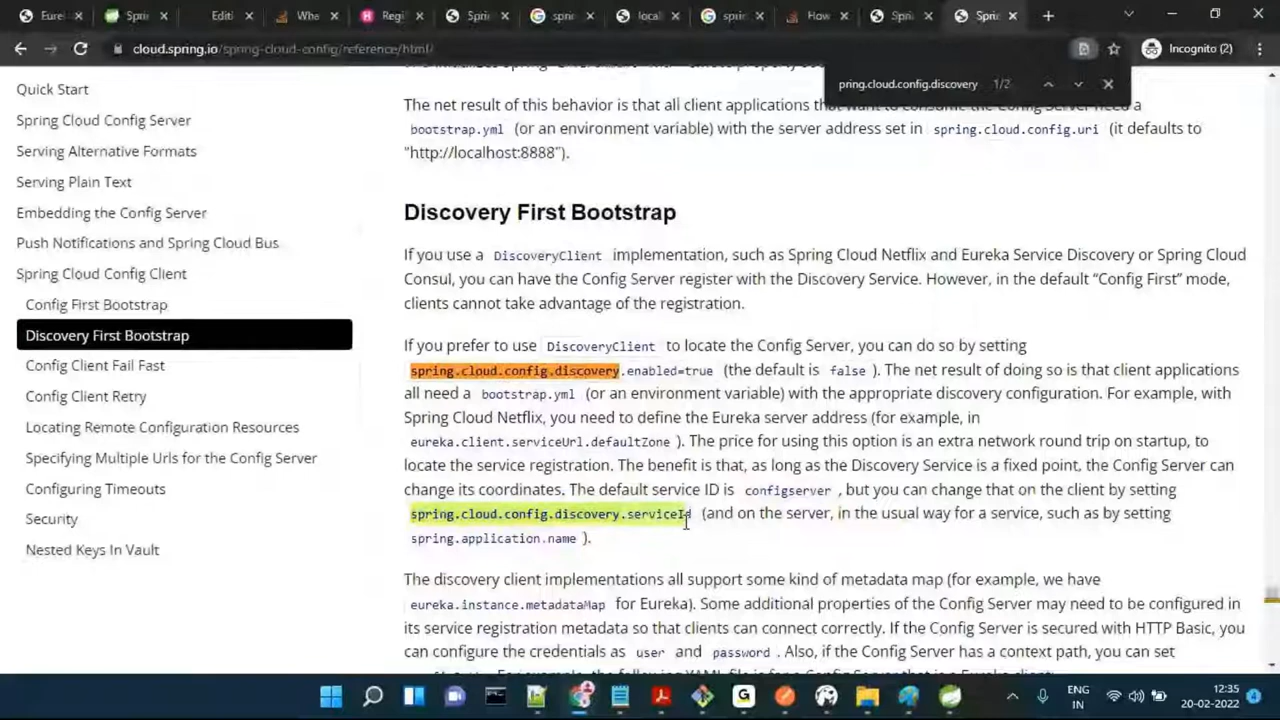 Eurel
Sprin
Editi
Whe
Regi
Sprin
sprin
local
sprin
How
Sprin
Sprin
cloud.spring.io/spring-cloud-config/reference/html/
Incognito (2)
pring.cloud.config.discovery 1/2
Quick Start
Spring Cloud Config Server
Serving Alternative Formats
Serving Plain Text
Embedding the Config Server
Push Notifications and Spring Cloud Bus
Spring Cloud Config Client
Config First Bootstrap
Discovery First Bootstrap
Config Client Fail Fast
Config Client Retry
Locating Remote Configuration Resources
Specifying Multiple Urls for the Config Server
Configuring Timeouts
Security
Nested Keys In Vault
The net result of this behavior is that all client applications that want to consume the Config Server need a
bootstrap.yml (or an environment variable) with the server address set in spring.cloud.config.uri (it defaults to
"http://localhost:8888").
Discovery First Bootstrap
If you use a DiscoveryClient implementation, such as Spring Cloud Netflix and Eureka Service Discovery or Spring Cloud
Consul, you can have the Config Server register with the Discovery Service. However, in the default “Config First” mode,
clients cannot take advantage of the registration.
If you prefer to use DiscoveryClient to locate the Config Server, you can do so by setting
spring.cloud.config.discovery.enabled=true (the default is false ). The net result of doing so is that client applications
all need a bootstrap.yml (or an environment variable) with the appropriate discovery configuration. For example, with
Spring Cloud Netflix, you need to define the Eureka server address (for example, in
eureka.client.serviceUrl.defaultZone ). The price for using this option is an extra network round trip on startup, to
locate the service registration. The benefit is that, as long as the Discovery Service is a fixed point, the Config Server can
change its coordinates. The default service ID is configserver , but you can change that on the client by setting
spring.cloud.config.discovery.serviceId (and on the server, in the usual way for a service, such as by setting
spring.application.name ).
The discovery client implementations all support some kind of metadata map (for example, we have
eureka.instance.metadataMap for Eureka). Some additional properties of the Config Server may need to be configured in
its service registration metadata so that clients can connect correctly. If the Config Server is secured with HTTP Basic, you
can configure the credentials as user and password . Also, if the Config Server has a context path, you can set
ENG
IN
12:35
20-02-2022